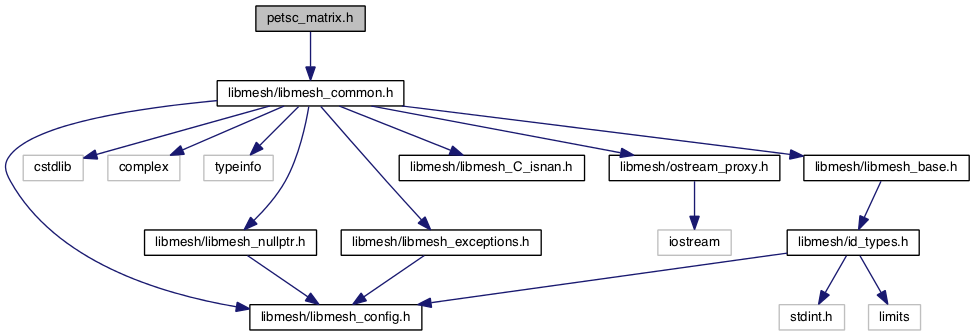 petsc_matrix.h
libmesh/libmesh_common.h
cstdlib
complex
typeinfo
libmesh/libmesh_C_isnan.h
libmesh/ostream_proxy.h
libmesh/libmesh_base.h
libmesh/libmesh_nullptr.h
libmesh/libmesh_exceptions.h
iostream
libmesh/id_types.h
libmesh/libmesh_config.h
stdint.h
limits